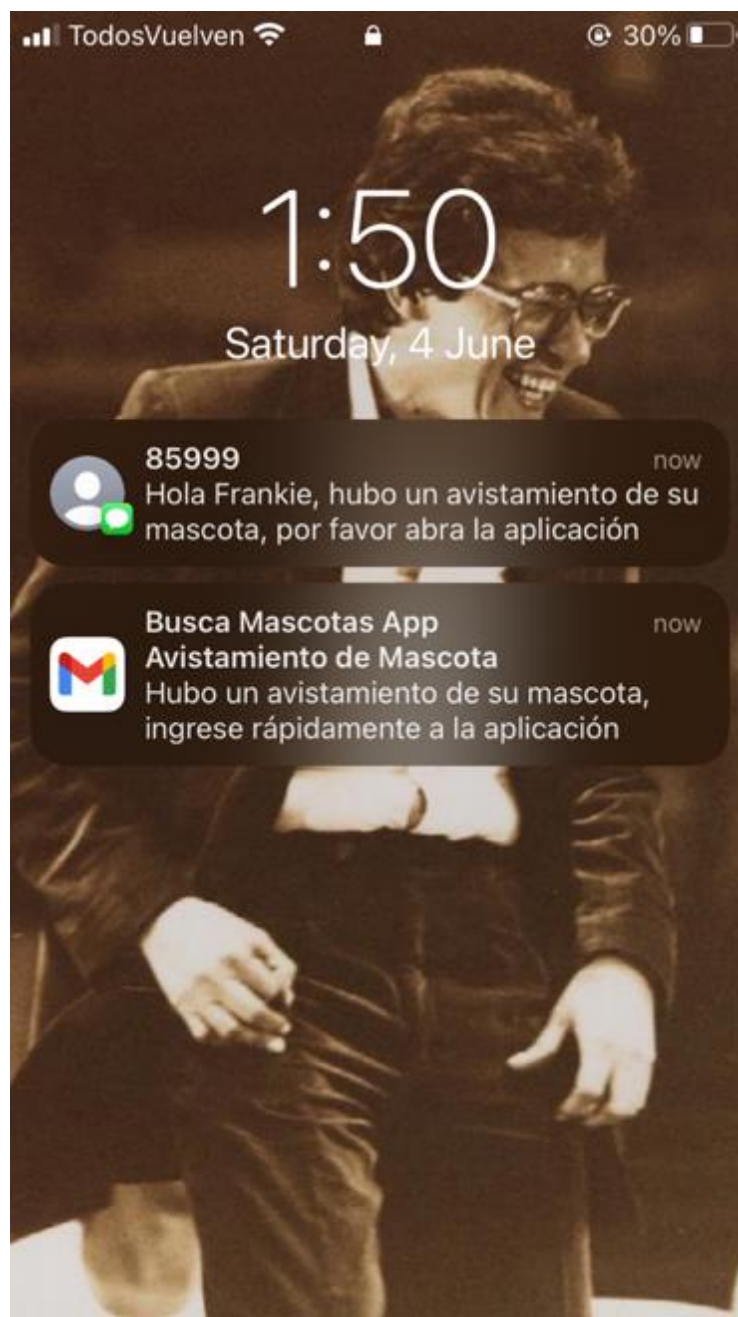 TodosVuelven 30%
1:50
Saturday, 4 June
85999 now
Hola Frankie, hubo un avistamiento de su
mascota, por favor abra la aplicación
Busca Mascotas App now
Avistamiento de Mascota
Hubo un avistamiento de su mascota,
ingrese rápidamente a la aplicación